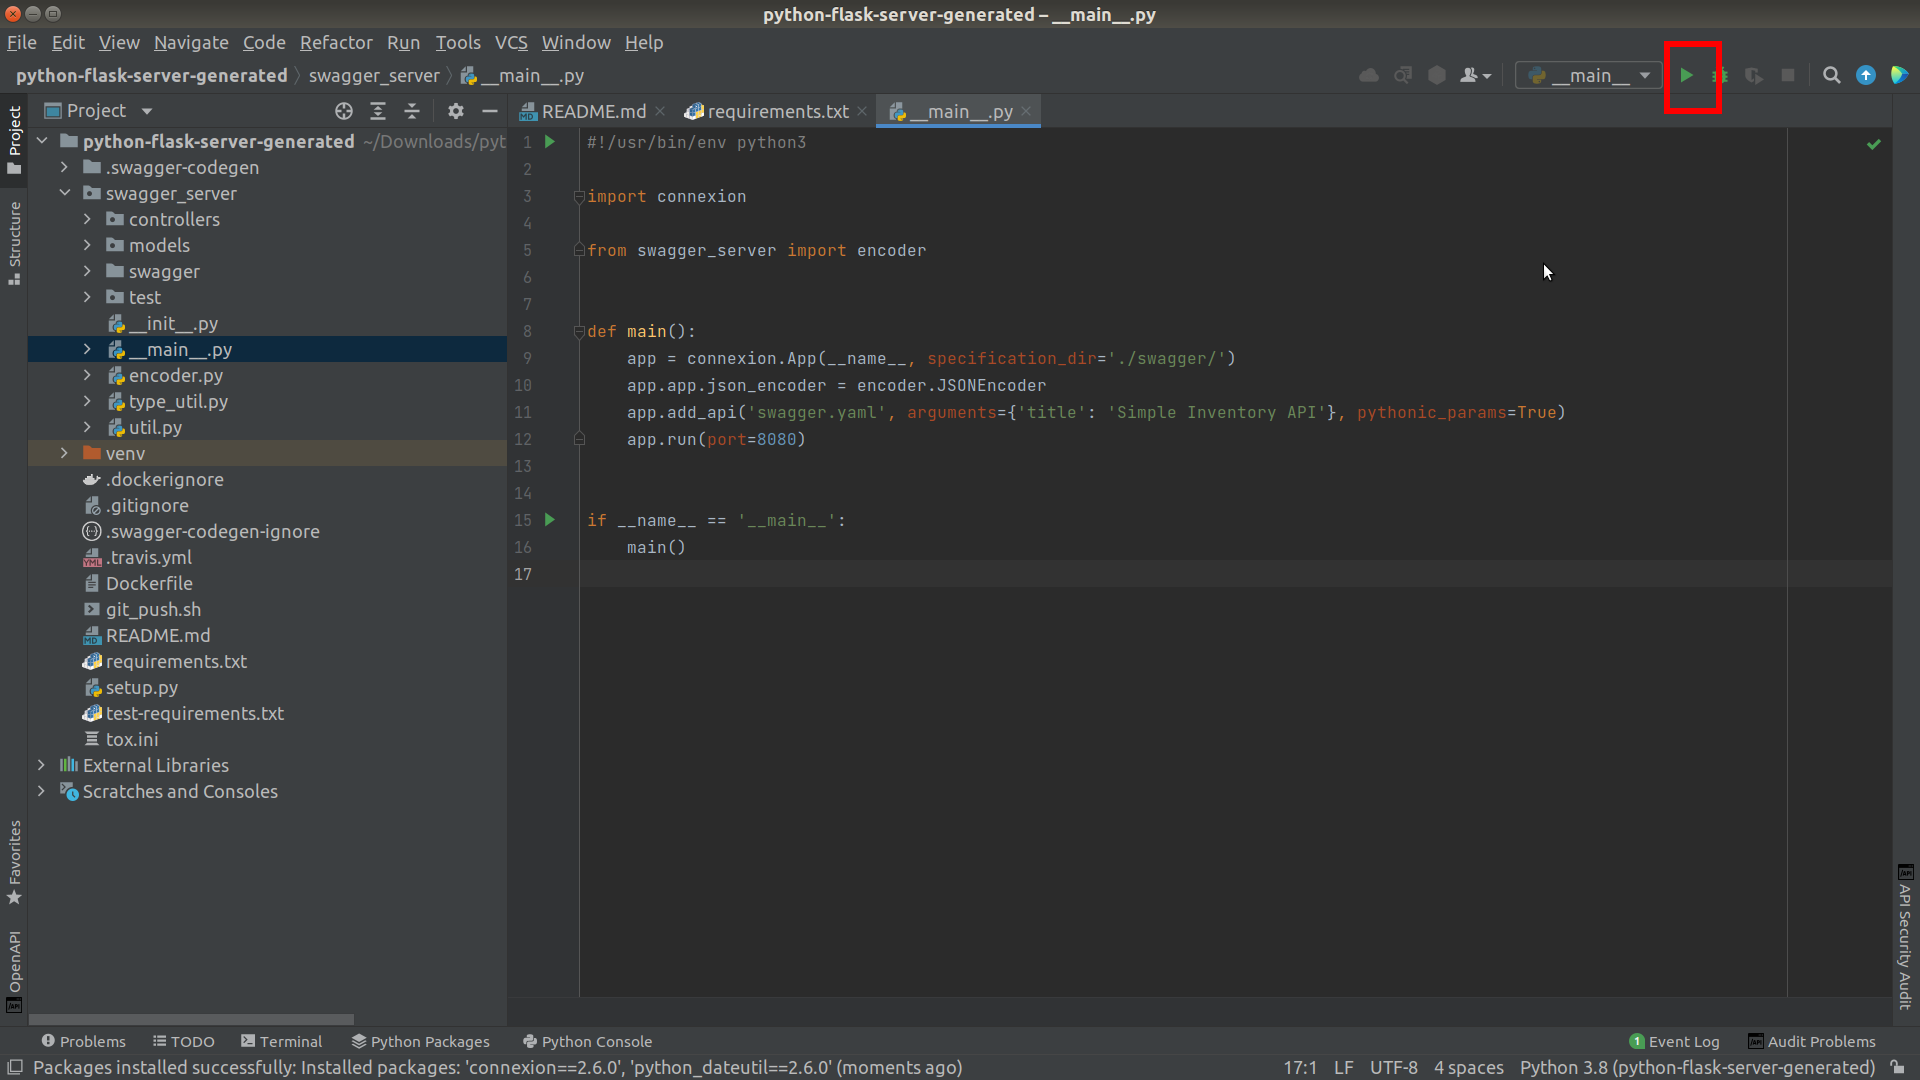 python-flask-server-generated – __main__.py
File Edit View Navigate Code Refactor Run Tools VCS Window Help
python-flask-server-generated swagger_server __main__.py
__main__
Project
README.md
requirements.txt
__main__.py
Project
Structure
Favorites
OpenAPI
python-flask-server-generated ~/Downloads/pyt
.swagger-codegen
swagger_server
controllers
models
swagger
test
__init__.py
__main__.py
encoder.py
type_util.py
util.py
venv
.dockerignore
.gitignore
.swagger-codegen-ignore
.travis.yml
Dockerfile
git_push.sh
README.md
requirements.txt
setup.py
test-requirements.txt
tox.ini
External Libraries
Scratches and Consoles
1 #!/usr/bin/env python3
2
3 import connexion
4
5 from swagger_server import encoder
6
7
8 def main():
9     app = connexion.App(__name__, specification_dir='./swagger/')
10     app.app.json_encoder = encoder.JSONEncoder
11     app.add_api('swagger.yaml', arguments={'title': 'Simple Inventory API'}, pythonic_params=True)
12     app.run(port=8080)
13
14
15 if __name__ == '__main__':
16     main()
17
API Security Audit
Problems TODO Terminal Python Packages Python Console
1 Event Log Audit Problems
Packages installed successfully: Installed packages: 'connexion==2.6.0', 'python_dateutil==2.6.0' (moments ago)
17:1 LF UTF-8 4 spaces Python 3.8 (python-flask-server-generated)